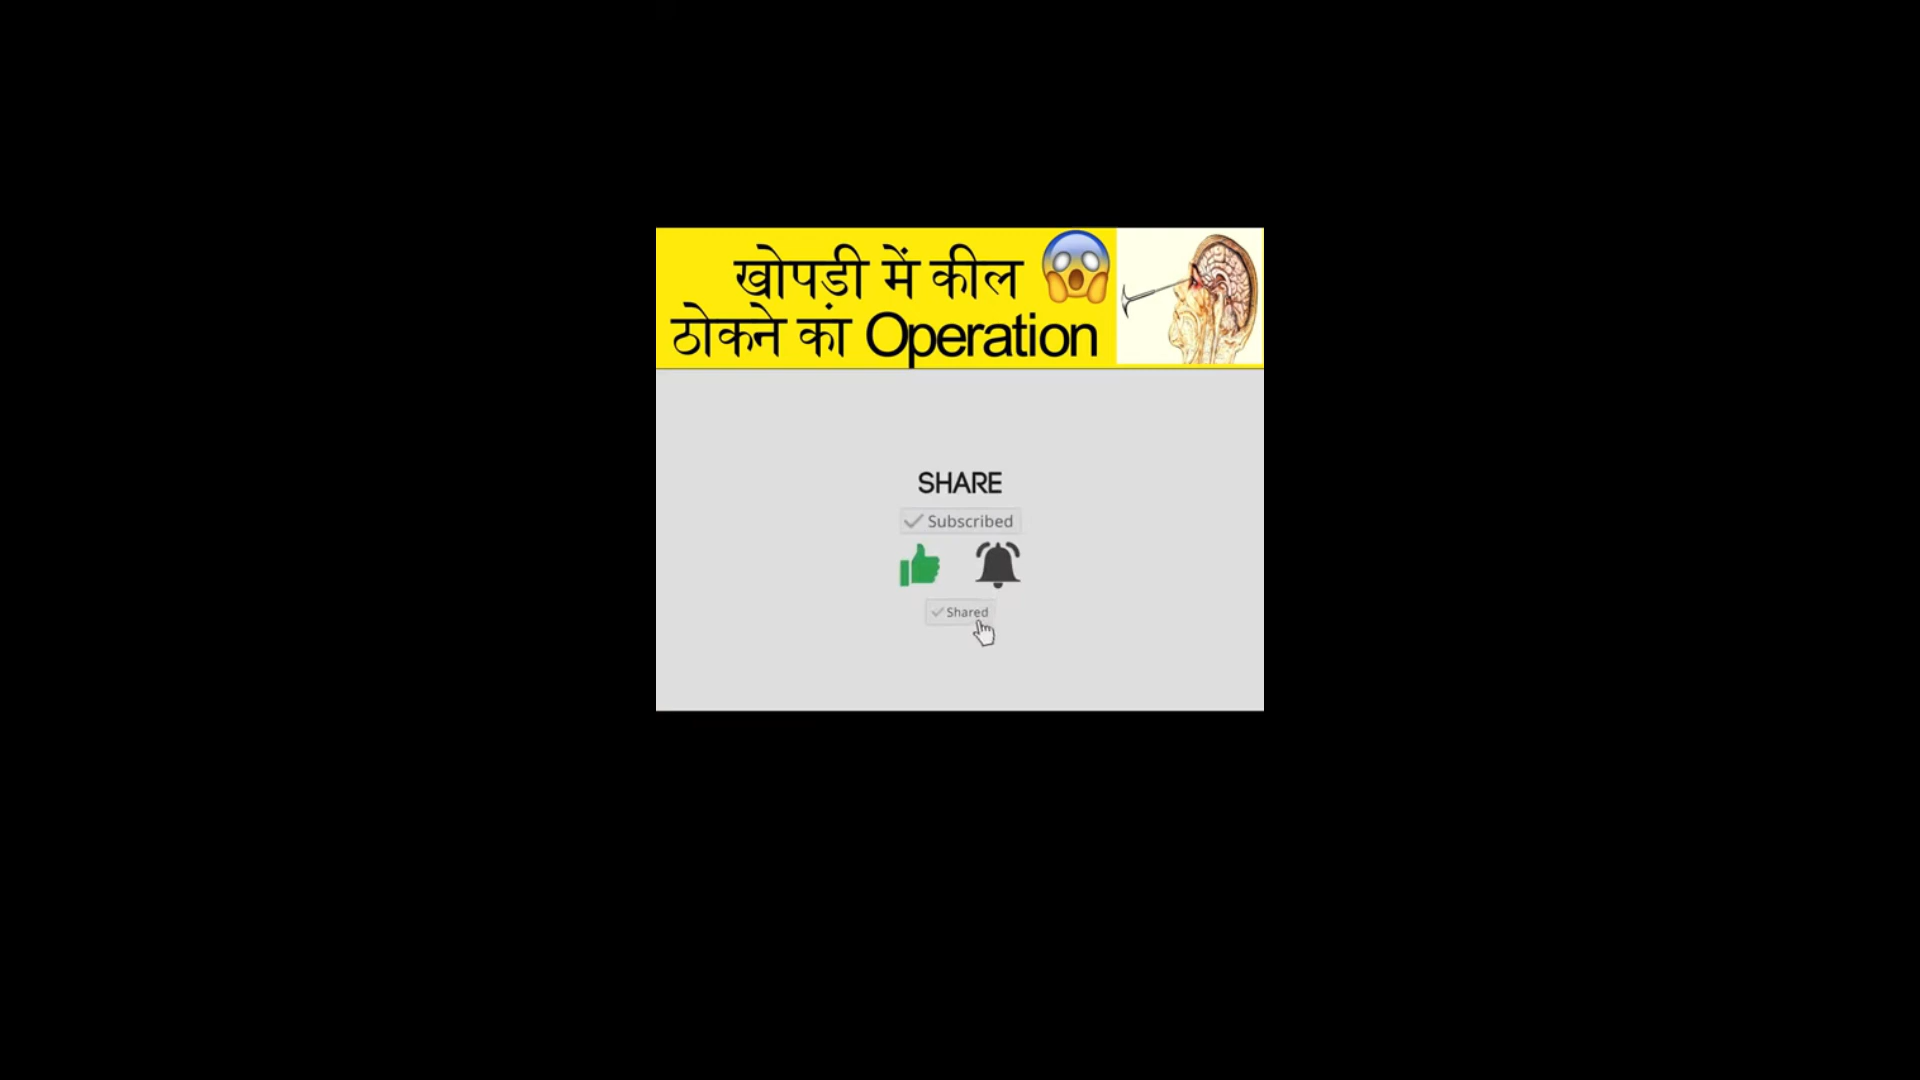 खोपड़ी में कील
ठोकने का Operation
SHARE
Subscribed
Shared